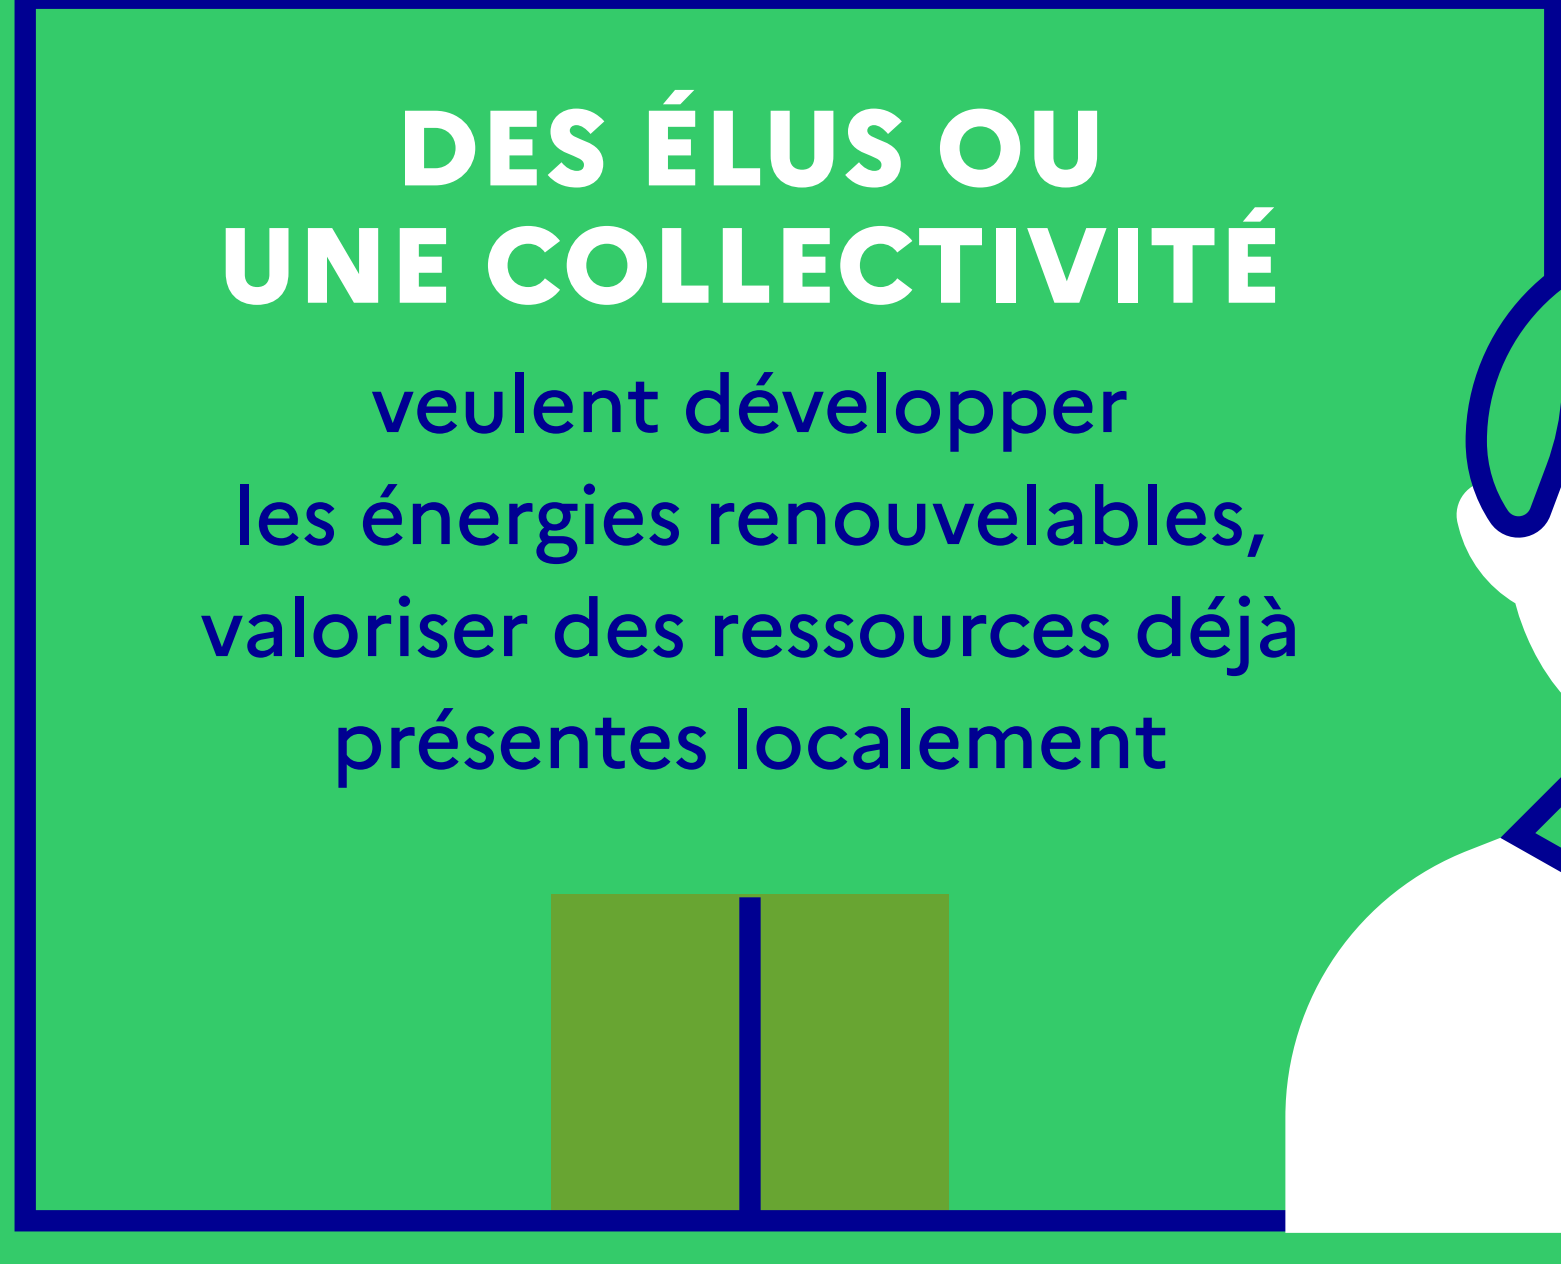 DES ÉLUS OU
UNE COLLECTIVITÉ
veulent développer
les énergies renouvelables,
valoriser des ressources déjà
présentes localement